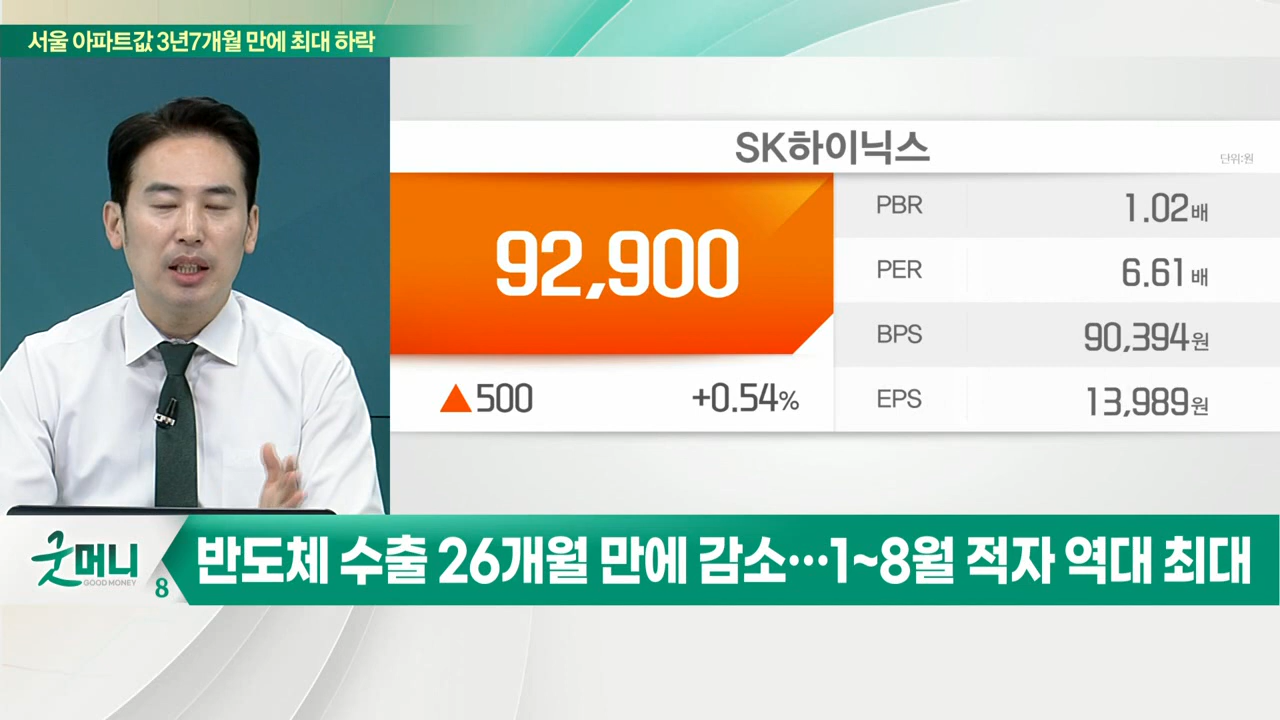 서울 아파트값 3년7개월 만에 최대 하락
SK하이닉스
단위:원
92,900
▲500 +0.54%
PBR 1.02배
PER 6.61배
BPS 90,394원
EPS 13,989원
굿머니
GOOD MONEY
8
반도체 수출 26개월 만에 감소…1~8월 적자 역대 최대